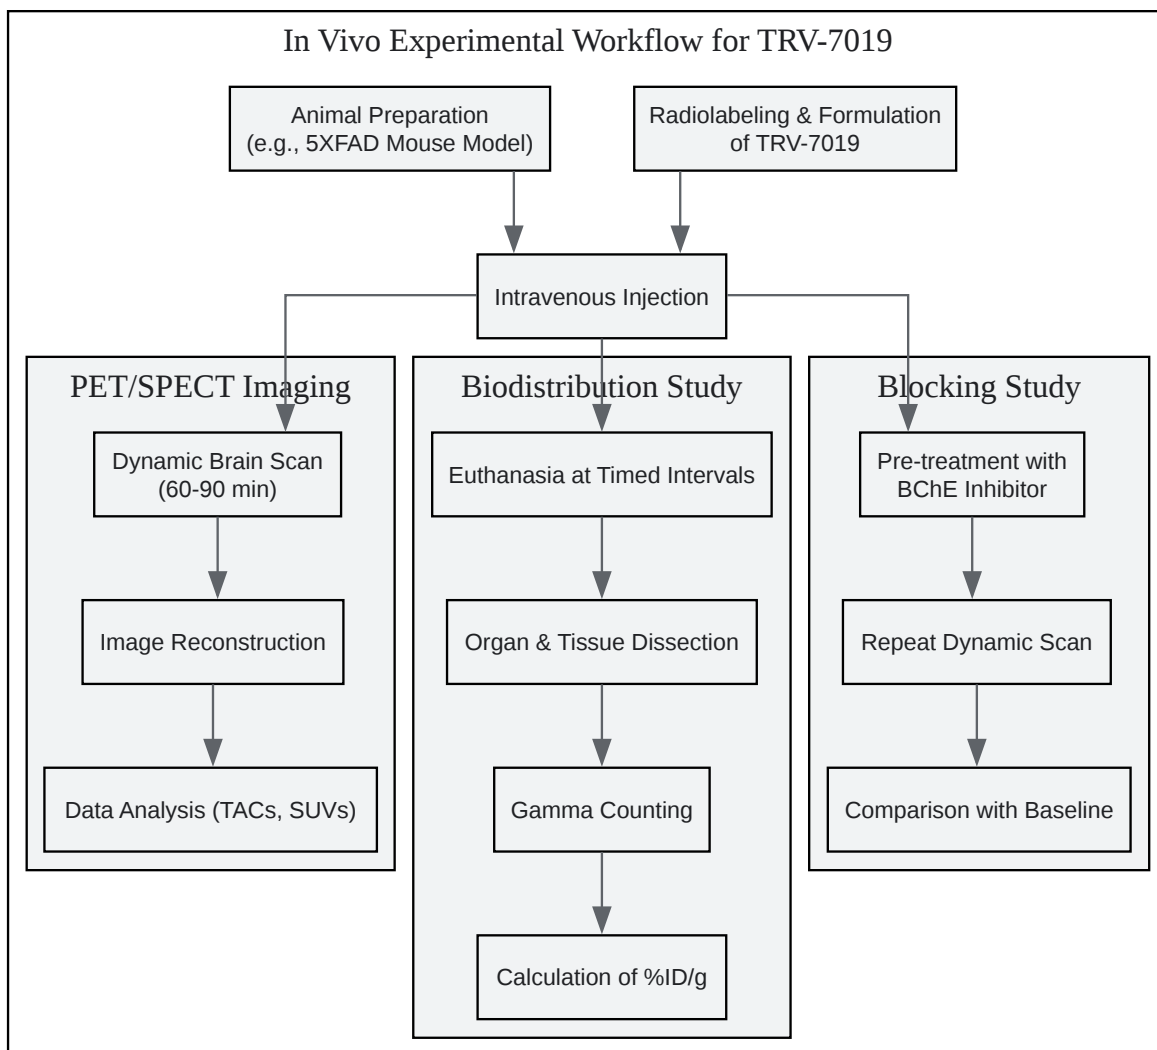 In Vivo Experimental Workflow for TRV-7019
Animal Preparation
(e.g., 5XFAD Mouse Model)
Radiolabeling & Formulation
of TRV-7019
Intravenous Injection
PET/SPECT Imaging
Dynamic Brain Scan
(60-90 min)
Image Reconstruction
Data Analysis (TACs, SUVs)
Biodistribution Study
Euthanasia at Timed Intervals
Organ & Tissue Dissection
Gamma Counting
Calculation of %ID/g
Blocking Study
Pre-treatment with
BChE Inhibitor
Repeat Dynamic Scan
Comparison with Baseline